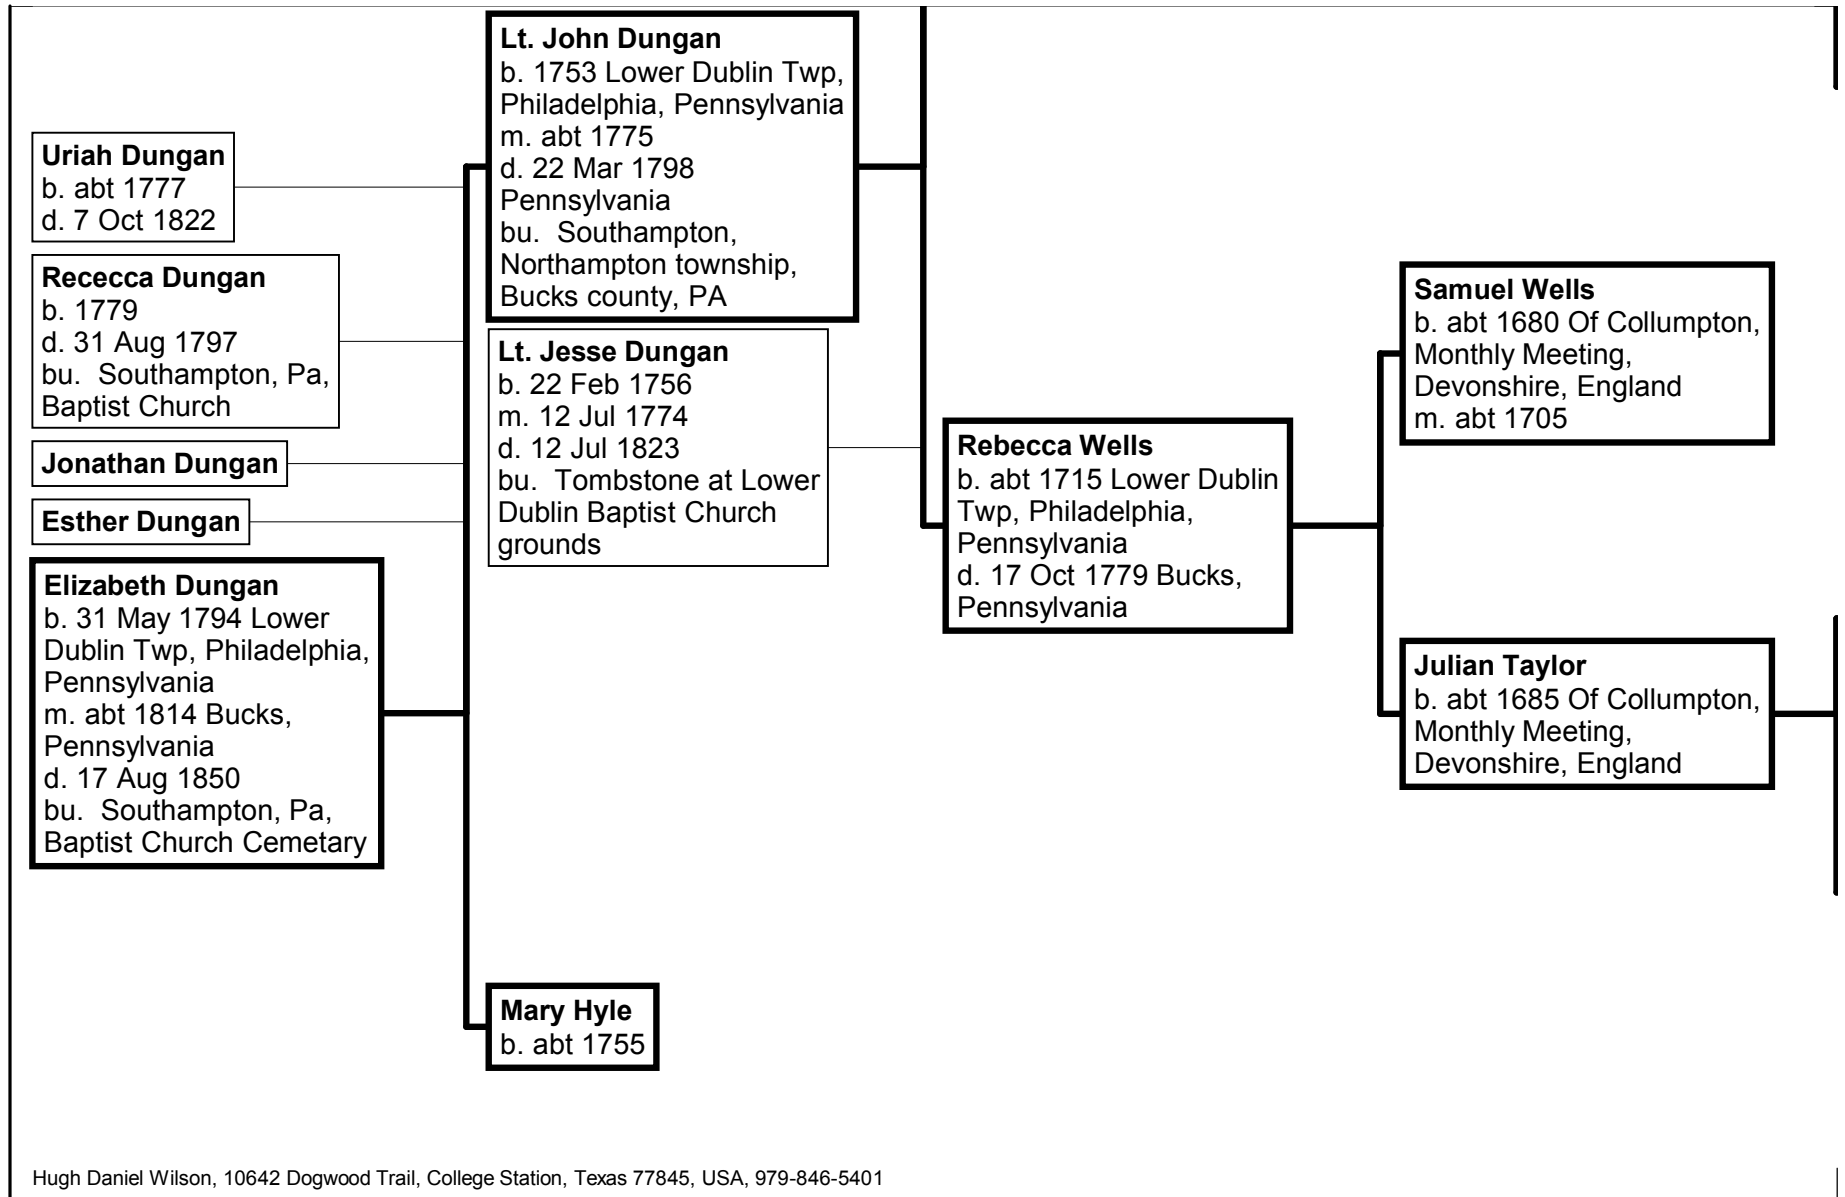 Lt. John Dungan
b. 1753 Lower Dublin Twp,
Philadelphia, Pennsylvania
m. abt 1775
d. 22 Mar 1798
Pennsylvania
bu.  Southampton,
Northampton township,
Bucks county, PA
Uriah Dungan
b. abt 1777
d. 7 Oct 1822
Rececca Dungan
b. 1779
d. 31 Aug 1797
bu.  Southampton, Pa,
Baptist Church
Jonathan Dungan
Esther Dungan
Elizabeth Dungan
b. 31 May 1794 Lower
Dublin Twp, Philadelphia,
Pennsylvania
m. abt 1814 Bucks,
Pennsylvania
d. 17 Aug 1850
bu.  Southampton, Pa,
Baptist Church Cemetary
Lt. Jesse Dungan
b. 22 Feb 1756
m. 12 Jul 1774
d. 12 Jul 1823
bu.  Tombstone at Lower
Dublin Baptist Church
grounds
Mary Hyle
b. abt 1755
Rebecca Wells
b. abt 1715 Lower Dublin
Twp, Philadelphia,
Pennsylvania
d. 17 Oct 1779 Bucks,
Pennsylvania
Samuel Wells
b. abt 1680 Of Collumpton,
Monthly Meeting,
Devonshire, England
m. abt 1705
Julian Taylor
b. abt 1685 Of Collumpton,
Monthly Meeting,
Devonshire, England
Hugh Daniel Wilson, 10642 Dogwood Trail, College Station, Texas 77845, USA, 979-846-5401